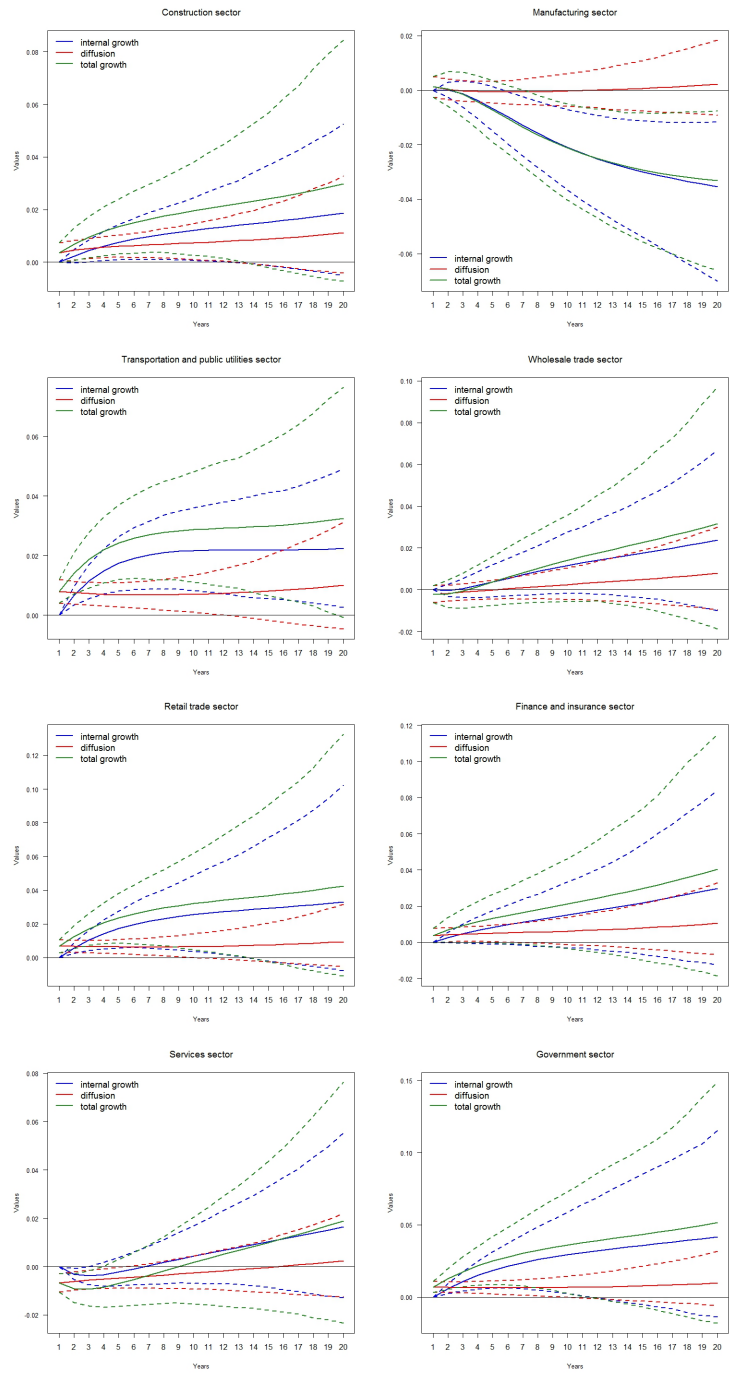 Construction sector
Manufacturing sector
internal growth
diffusion
total growth
0.08
0.06
0.04
0.02
0.00
Values
1 2 3 4 5 6 7 8 9 10 11 12 13 14 15 16 17 18 19 20
Years
0.02
0.00
-0.02
-0.04
-0.06
Values
internal growth
diffusion
total growth
1 2 3 4 5 6 7 8 9 10 11 12 13 14 15 16 17 18 19 20
Years
Transportation and public utilities sector
Wholesale trade sector
internal growth
diffusion
total growth
0.06
0.04
0.02
0.00
Values
1 2 3 4 5 6 7 8 9 10 11 12 13 14 15 16 17 18 19 20
Years
internal growth
diffusion
total growth
0.10
0.08
0.06
0.04
0.02
0.00
-0.02
Values
1 2 3 4 5 6 7 8 9 10 11 12 13 14 15 16 17 18 19 20
Years
Retail trade sector
Finance and insurance sector
internal growth
diffusion
total growth
0.12
0.10
0.08
0.06
0.04
0.02
0.00
Values
1 2 3 4 5 6 7 8 9 10 11 12 13 14 15 16 17 18 19 20
Years
internal growth
diffusion
total growth
0.12
0.10
0.08
0.06
0.04
0.02
0.00
-0.02
Values
1 2 3 4 5 6 7 8 9 10 11 12 13 14 15 16 17 18 19 20
Years
Services sector
Government sector
internal growth
diffusion
total growth
0.08
0.06
0.04
0.02
0.00
-0.02
Values
1 2 3 4 5 6 7 8 9 10 11 12 13 14 15 16 17 18 19 20
Years
internal growth
diffusion
total growth
0.15
0.10
0.05
0.00
Values
1 2 3 4 5 6 7 8 9 10 11 12 13 14 15 16 17 18 19 20
Years